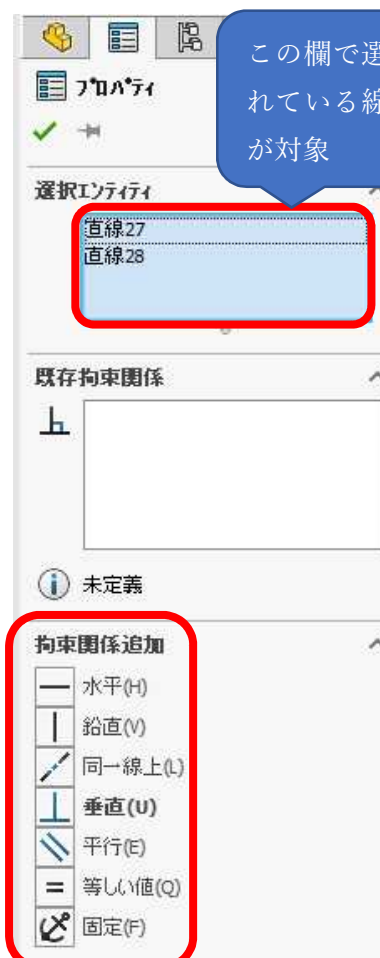 この欄で選
れている線
が対象
プロパティ
選択エンティティ
直線27
直線28
既存拘束関係
未定義
拘束関係追加
水平(H)
鉛直(V)
同一線上(L)
垂直(U)
平行(E)
等しい値(Q)
固定(F)